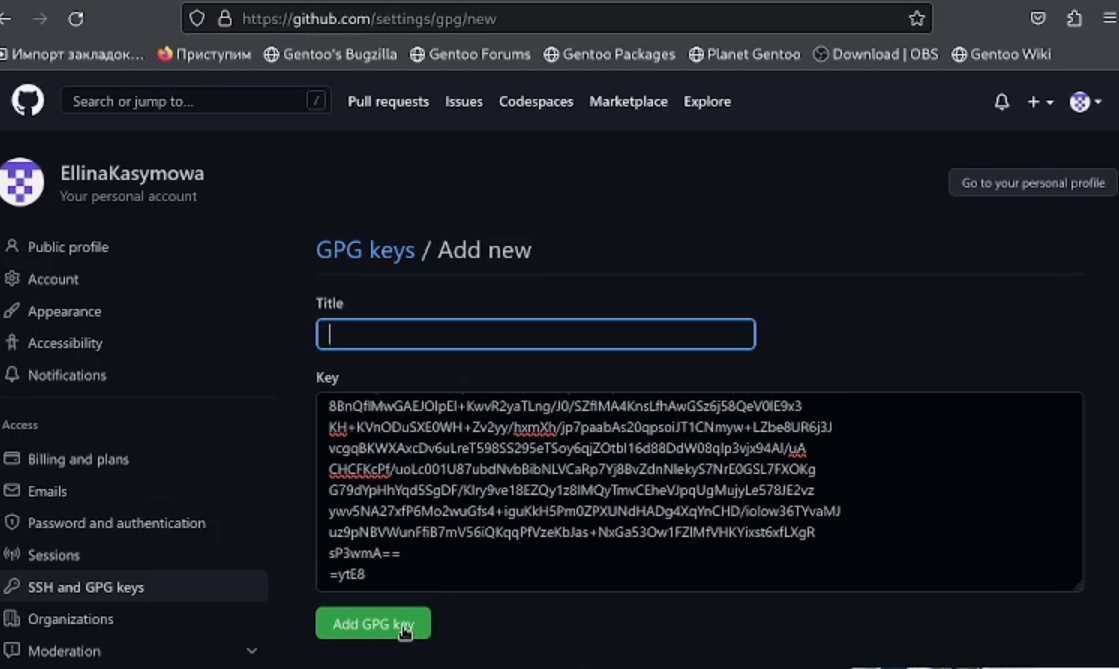 https://github.com/settings/gpg/new
Импорт закладок... Приступим Gentoo's Bugzilla Gentoo Forums Gentoo Packages Planet Gentoo Download | OBS Gentoo Wiki
Search or jump to... / Pull requests Issues Codespaces Marketplace Explore
EllinaKasymowa
Your personal account
Go to your personal profile
Public profile
Account
Appearance
Accessibility
Notifications
Access
Billing and plans
Emails
Password and authentication
Sessions
SSH and GPG keys
Organizations
Moderation
GPG keys / Add new
Title
Key
8BnQflMwGAEJOlpEl+KwvR2yaTLng/J0/SZflMA4KnsLfhAwGSz6j58QeV0lE9x3
KH+KVnODuSXE0WH+Zv2yy/hxmXh/jp7paabAs20qpsoiJT1CNmyw+LZbe8UR6j3J
vcgqBKWXAxcDv6uLreT598SS295eTSoy6qjZOtbl16d88DdW08qlp3vjx94Al/uA
CHCFKcPf/uoLc001U87ubdNvbBibNLVCaRp7Yj8BvZdnNlekyS7NrE0GSL7FXOKg
G79dYpHhYqd5SgDF/Klry9ve18EZQy1z8lMQyTmvCEheVJpqUgMujyLe578JE2vz
ywv5NA27xfP6Mo2wuGfs4+iguKkH5Pm0ZPXUNdHADg4XqYnCHD/iolow36TYvaMJ
uz9pNBVWunFfiB7mV56iQKqqPfVzeKbJas+NxGa53Ow1FZlMfVHKYixst6xfLXgR
sP3wmA==
=ytE8
Add GPG key